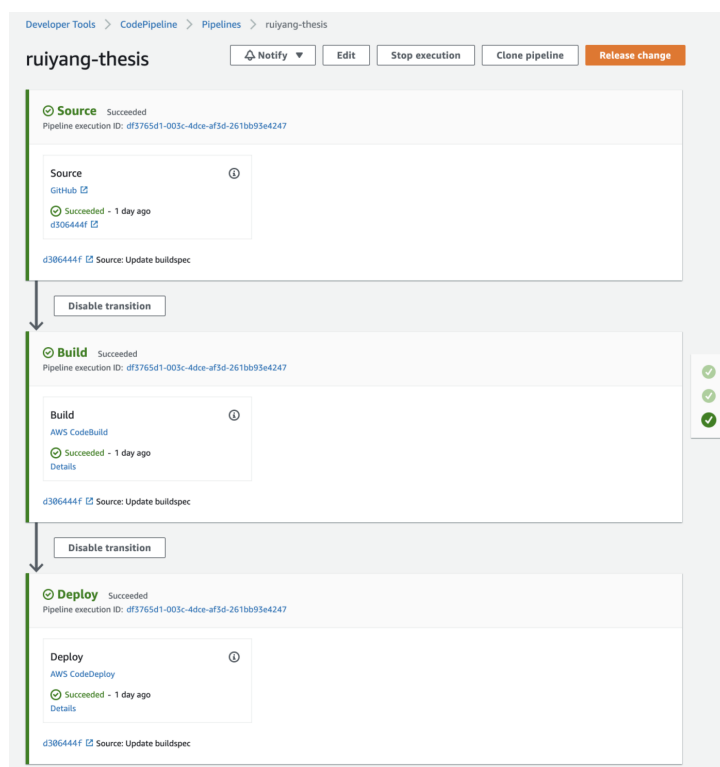 Developer Tools > CodePipeline > Pipelines > ruiyang-thesis
ruiyang-thesis
Notify ▼ Edit Stop execution Clone pipeline Release change
Source Succeeded
Pipeline execution ID: df3765d1-003c-4dce-af3d-261bb93e4247
Source
GitHub
Succeeded - 1 day ago
d306444f
d306444f Source: Update buildspec
Disable transition
Build Succeeded
Pipeline execution ID: df3765d1-003c-4dce-af3d-261bb93e4247
Build
AWS CodeBuild
Succeeded - 1 day ago
Details
d306444f Source: Update buildspec
Disable transition
Deploy Succeeded
Pipeline execution ID: df3765d1-003c-4dce-af3d-261bb93e4247
Deploy
AWS CodeDeploy
Succeeded - 1 day ago
Details
d306444f Source: Update buildspec